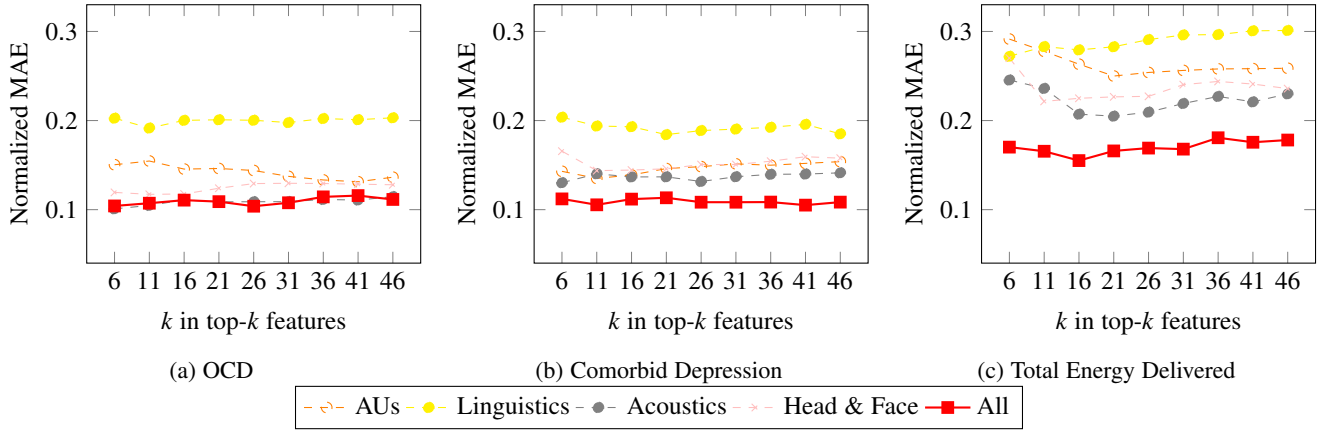 Normalized MAE
0.3
0.2
0.1
6 11 16 21 26 31 36 41 46
k in top-k features
(a) OCD
Normalized MAE
0.3
0.2
0.1
6 11 16 21 26 31 36 41 46
k in top-k features
(b) Comorbid Depression
Normalized MAE
0.3
0.2
0.1
6 11 16 21 26 31 36 41 46
k in top-k features
(c) Total Energy Delivered
AUs Linguistics Acoustics Head & Face All